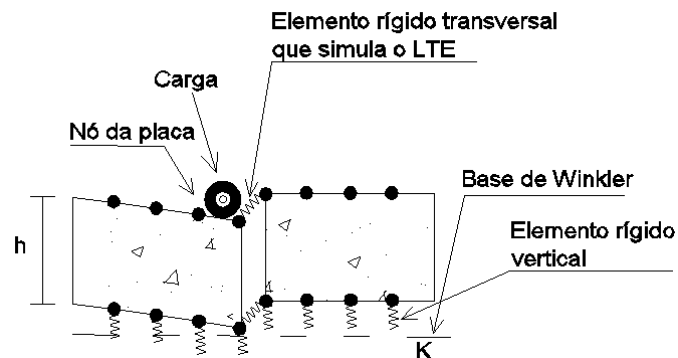 Elemento rígido transversal
que simula o LTE
Carga
Nó da placa
Base de Winkler
Elemento rígido
vertical
h
K